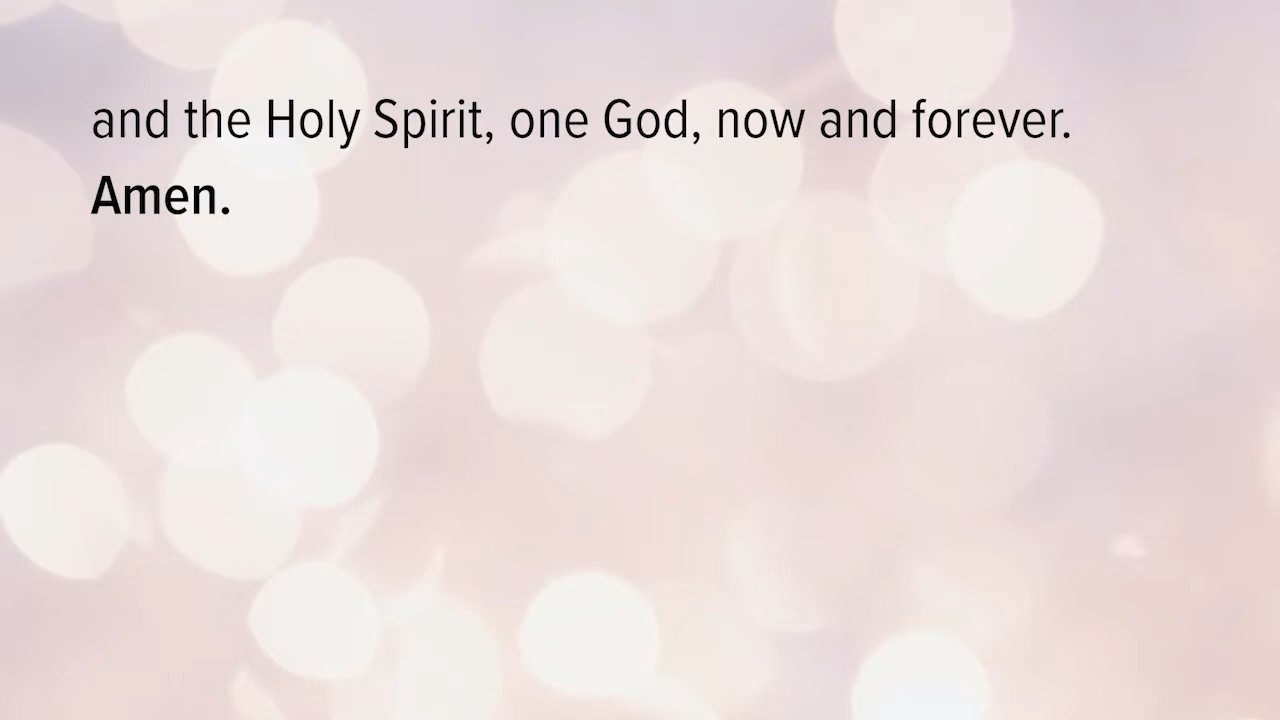 and the Holy Spirit, one God, now and forever.
Amen.